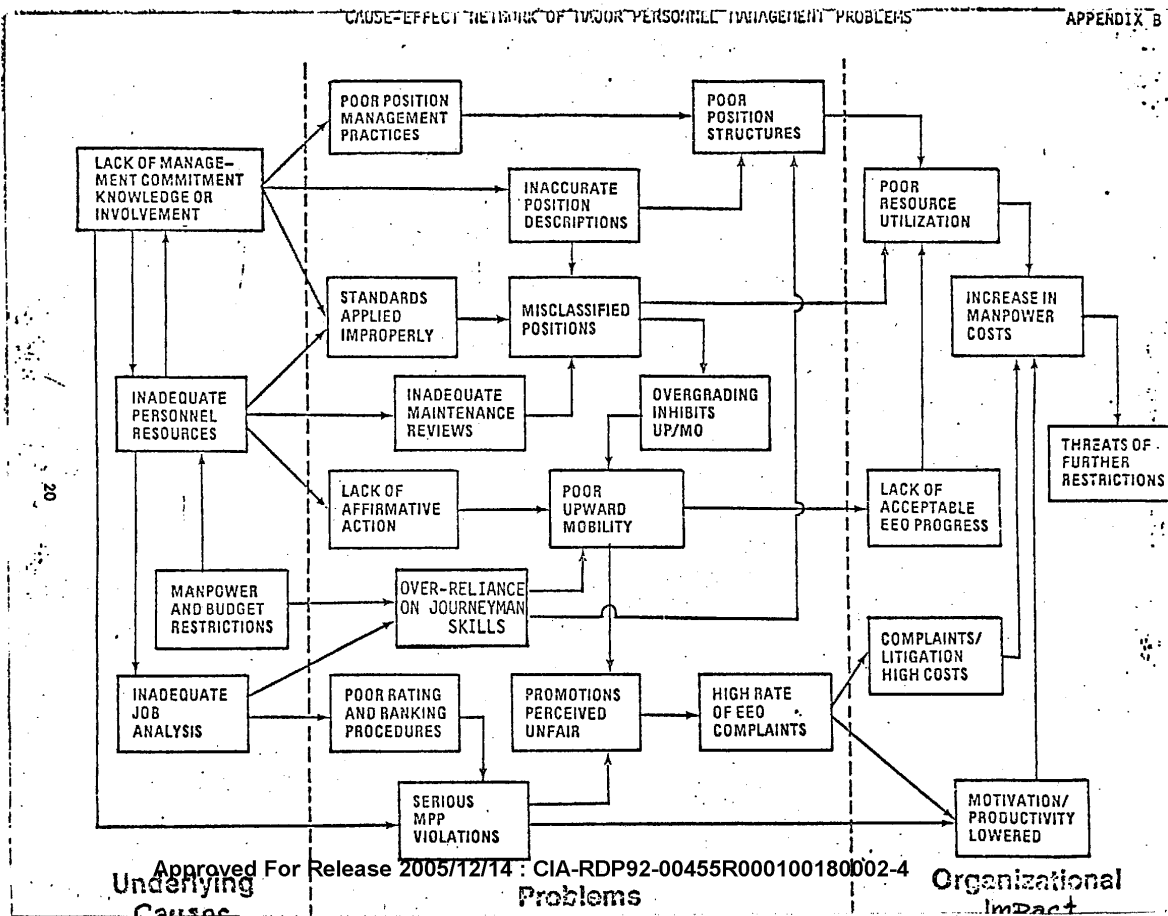 CAUSE-EFFECT NETWORK OF MAJOR PERSONNEL MANAGEMENT PROBLEMS
APPENDIX B
POOR POSITION
MANAGEMENT
PRACTICES
POOR
POSITION
STRUCTURES
LACK OF MANAGE-
MENT COMMITMENT
KNOWLEDGE OR
INVOLVEMENT
INACCURATE
POSITION
DESCRIPTIONS
POOR
RESOURCE
UTILIZATION
STANDARDS
APPLIED
IMPROPERLY
MISCLASSIFIED
POSITIONS
INCREASE IN
MANPOWER
COSTS
INADEQUATE
PERSONNEL
RESOURCES
INADEQUATE
MAINTENANCE
REVIEWS
OVERGRADING
INHIBITS
UP/MO
THREATS OF
FURTHER
RESTRICTIONS
20
LACK OF
AFFIRMATIVE
ACTION
POOR
UPWARD
MOBILITY
LACK OF
ACCEPTABLE
EEO PROGRESS
MANPOWER
AND BUDGET
RESTRICTIONS
OVER-RELIANCE
ON JOURNEYMAN
SKILLS
COMPLAINTS/
LITIGATION
HIGH COSTS
INADEQUATE
JOB
ANALYSIS
POOR RATING
AND RANKING
PROCEDURES
PROMOTIONS
PERCEIVED
UNFAIR
HIGH RATE
OF EEO
COMPLAINTS
SERIOUS
MPP
VIOLATIONS
MOTIVATION/
PRODUCTIVITY
LOWERED
Approved For Release 2005/12/14 : CIA-RDP92-00455R000100180002-4
Underlying
Causes
Problems
Organizational
Impact